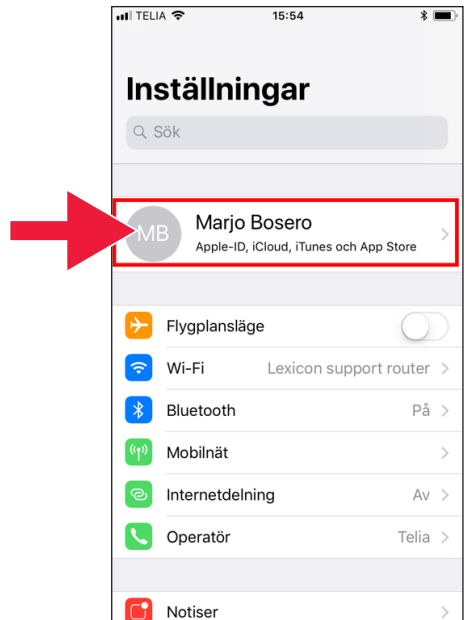 TELIA 15:54
Inställningar
Sök
MB
Marjo Bosero
Apple-ID, iCloud, iTunes och App Store
Flygplansläge
Wi-Fi Lexicon support router
Bluetooth På
Mobilnät
Internetdelning Av
Operatör Telia
Notiser